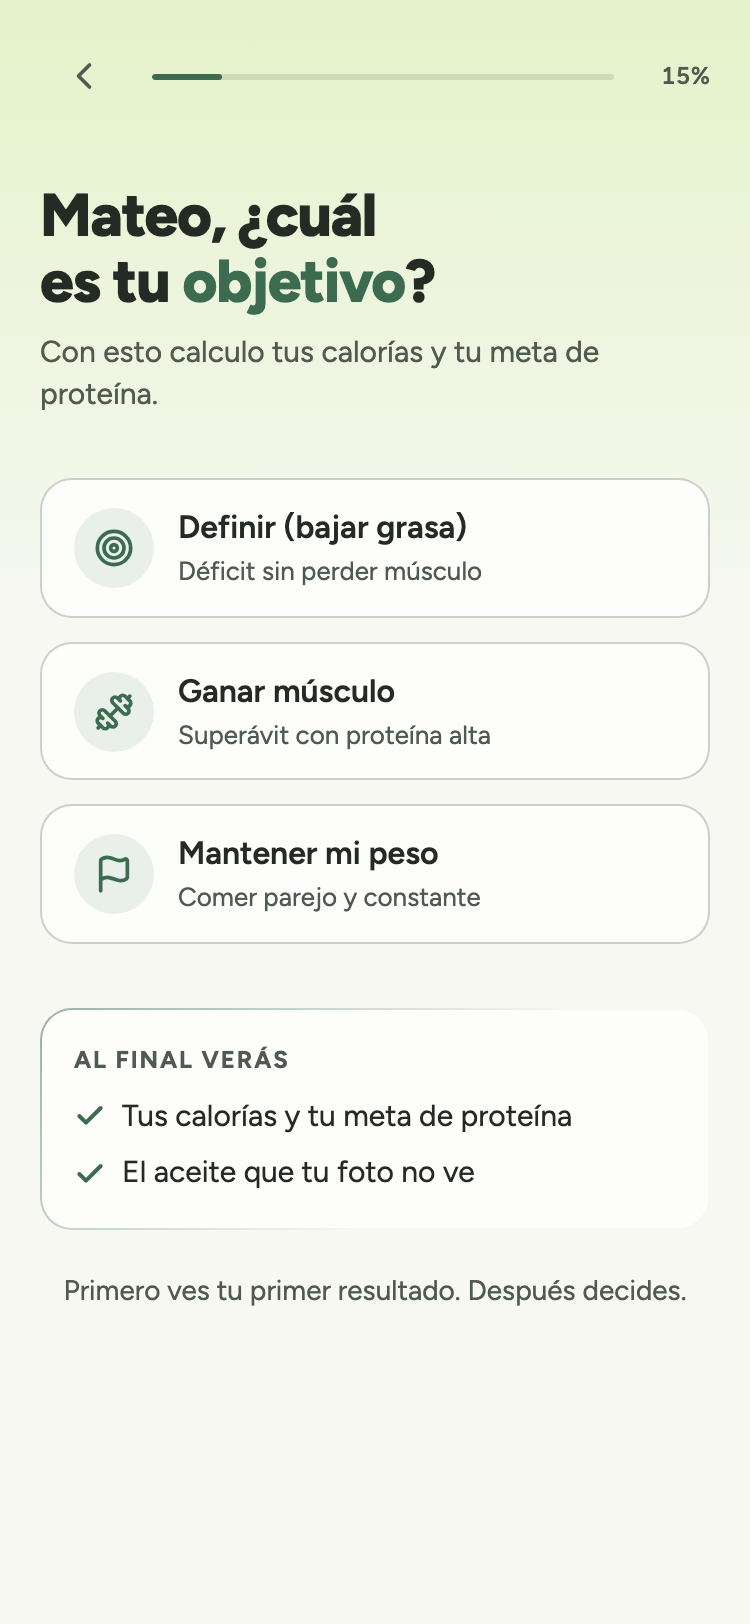 15%
Mateo, ¿cuál
es tu objetivo?
Con esto calculo tus calorías y tu meta de
proteína.
Definir (bajar grasa)
Déficit sin perder músculo
Ganar músculo
Superávit con proteína alta
Mantener mi peso
Comer parejo y constante
AL FINAL VERÁS
Tus calorías y tu meta de proteína
El aceite que tu foto no ve
Primero ves tu primer resultado. Después decides.